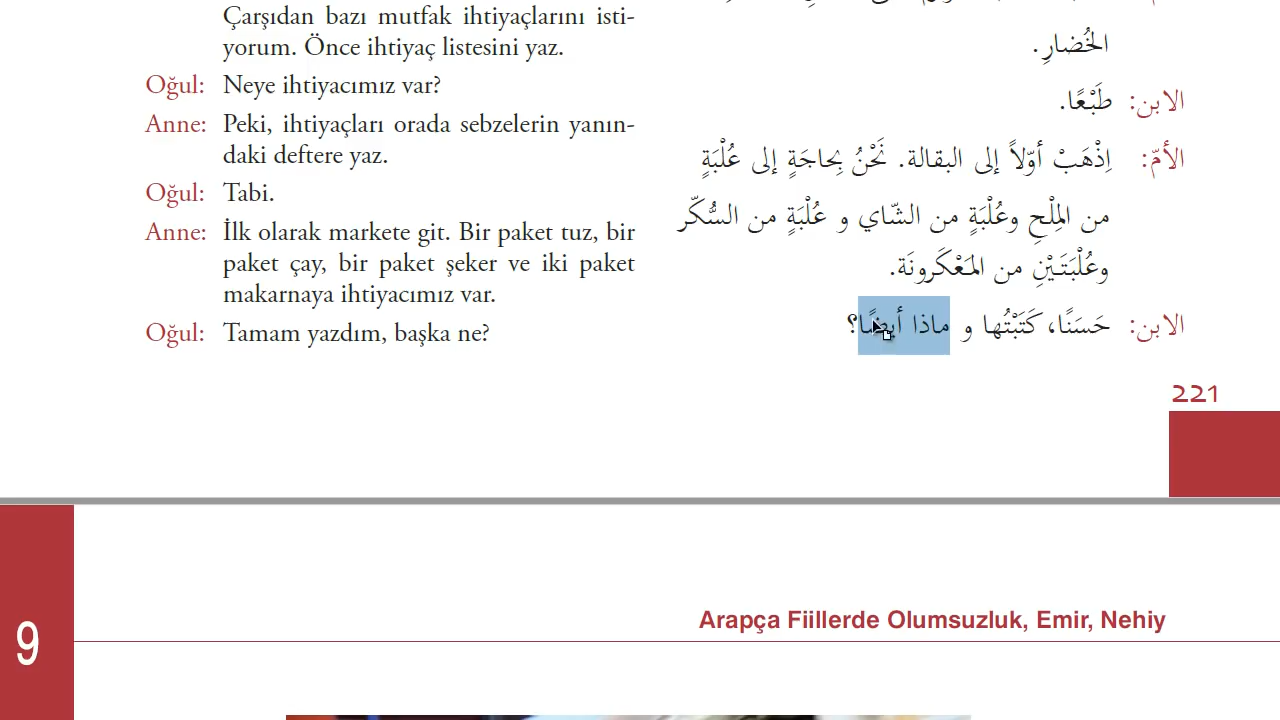 Çarşıdan bazı mutfak ihtiyaçlarını isti-
yorum. Önce ihtiyaç listesini yaz.
Oğul: Neye ihtiyacımız var?
Anne: Peki, ihtiyaçları orada sebzelerin yanın-
daki deftere yaz.
Oğul: Tabi.
Anne: İlk olarak markete git. Bir paket tuz, bir
paket çay, bir paket şeker ve iki paket
makarnaya ihtiyacımız var.
Oğul: Tamam yazdım, başka ne?
الخُضارِ.
الابن: طَبْعًا.
الأمّ: اِذْهَبْ أوّلاً إلى البقالة. نَحْنُ بِحاجَةٍ إلى عُلْبَةٍ
من المِلْحِ وعُلْبَةٍ من الشّاي و عُلْبَةٍ من السُّكّر
وعُلْبَتَيْنِ من المَعْكَرونَة.
الابن: حَسَنًا، كَتَبْتُها و ماذا أيضًا؟
221
9
Arapça Fiillerde Olumsuzluk, Emir, Nehiy